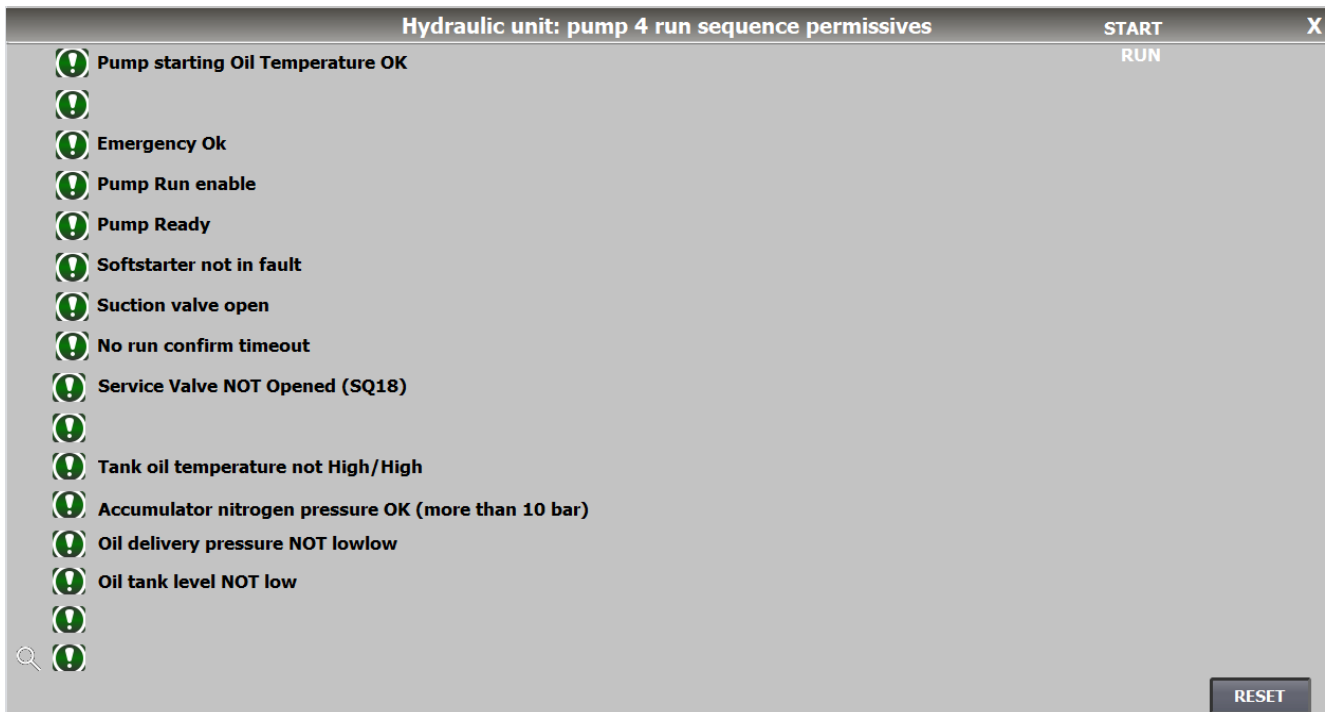 Hydraulic unit: pump 4 run sequence permissives
START
X
RUN
Pump starting Oil Temperature OK
Emergency Ok
Pump Run enable
Pump Ready
Softstarter not in fault
Suction valve open
No run confirm timeout
Service Valve NOT Opened (SQ18)
Tank oil temperature not High/High
Accumulator nitrogen pressure OK (more than 10 bar)
Oil delivery pressure NOT lowlow
Oil tank level NOT low
RESET